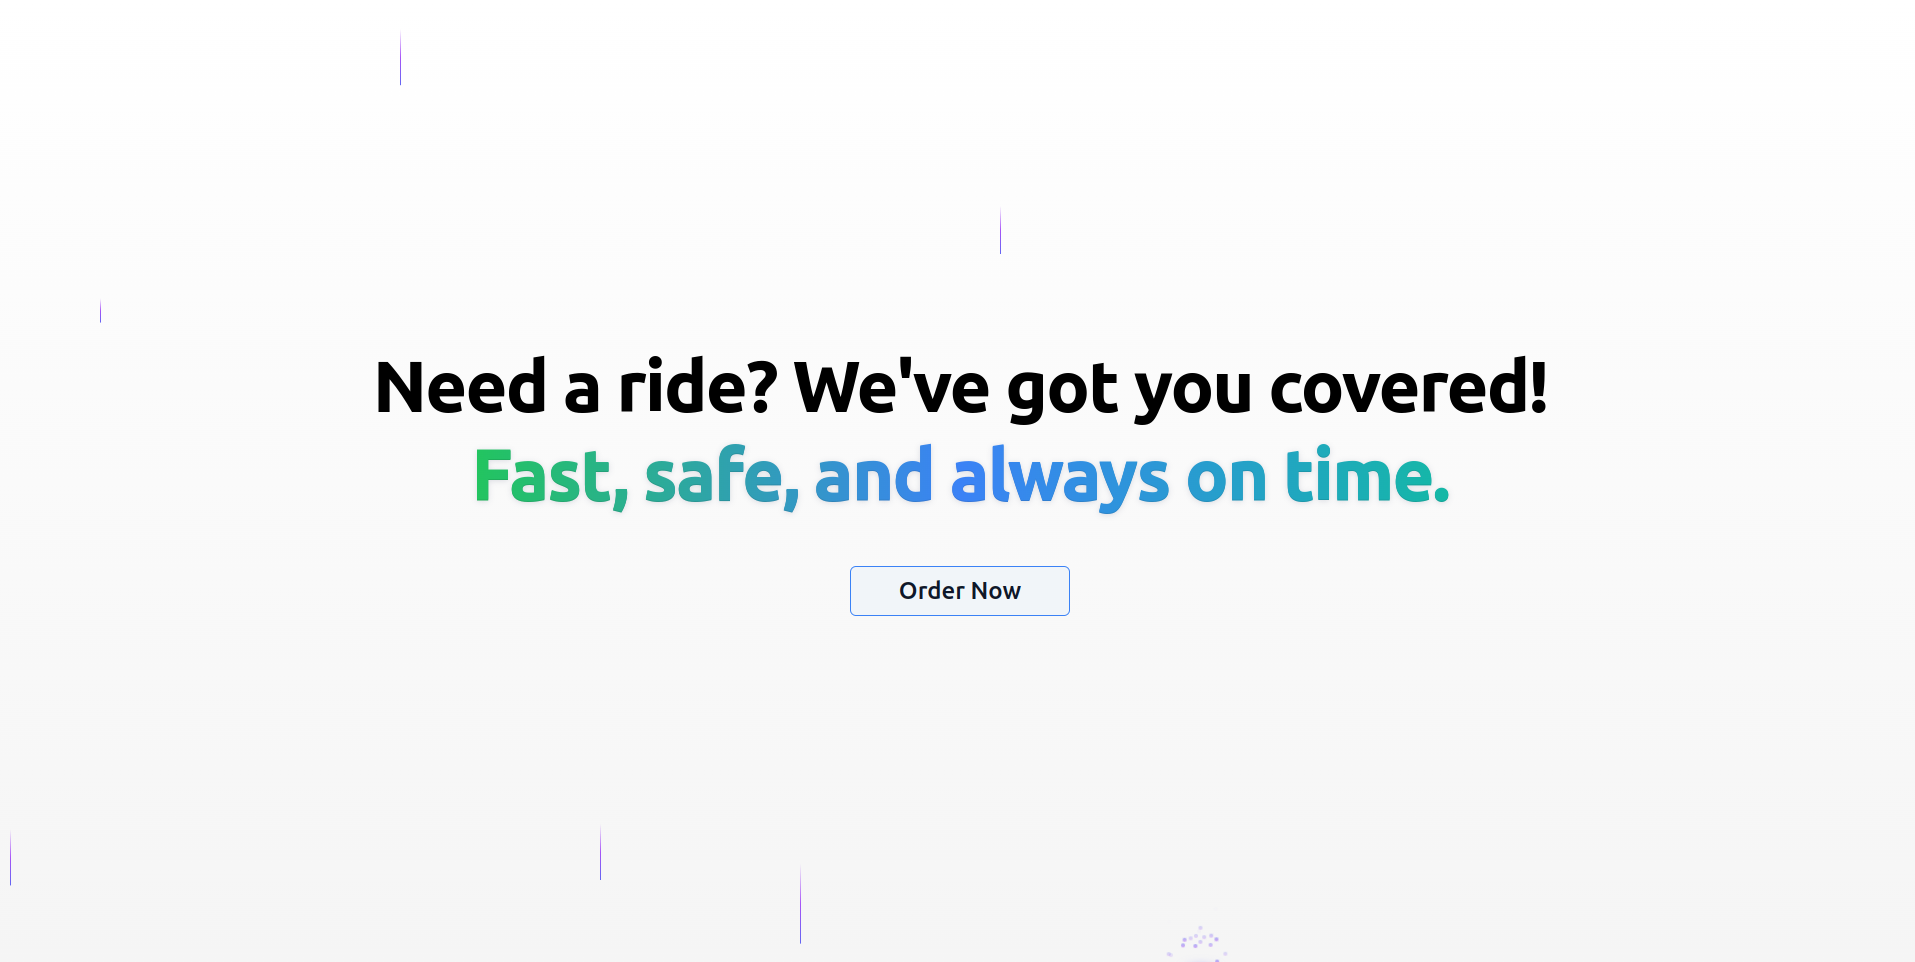 Need a ride? We've got you covered!
Fast, safe, and always on time.
Order Now